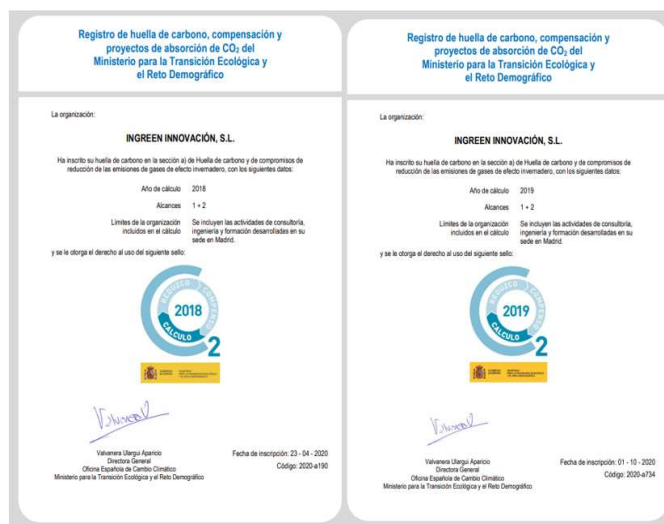 Registro de huella de carbono, compensación y
proyectos de absorción de CO₂ del
Ministerio para la Transición Ecológica y
el Reto Demográfico
La organización:
INGREEN INNOVACIÓN, S.L.
Ha inscrito su huella de carbono en la sección a) de Huella de carbono y de compromisos de
reducción de las emisiones de gases de efecto invernadero, con los siguientes datos:
Año de cálculo 2018
Alcances 1 + 2
Límites de la organización Se incluyen las actividades de consultoría,
incluidos en el cálculo ingeniería y formación desarrolladas en su
sede en Madrid.
y se le otorga el derecho al uso del siguiente sello:
REDUZCO COMPENSO
2018
CALCULO
2
Valvanera Ulargui Aparicio
Directora General
Oficina Española de Cambio Climático
Ministerio para la Transición Ecológica y el Reto Demográfico
Fecha de inscripción: 23 - 04 - 2020
Código: 2020-a190
Registro de huella de carbono, compensación y
proyectos de absorción de CO₂ del
Ministerio para la Transición Ecológica y
el Reto Demográfico
La organización:
INGREEN INNOVACIÓN, S.L.
Ha inscrito su huella de carbono en la sección a) de Huella de carbono y de compromisos de
reducción de las emisiones de gases de efecto invernadero, con los siguientes datos:
Año de cálculo 2019
Alcances 1 + 2
Límites de la organización Se incluyen las actividades de consultoría,
incluidos en el cálculo ingeniería y formación desarrolladas en su
sede en Madrid.
y se le otorga el derecho al uso del siguiente sello:
REDUZCO COMPENSO
2019
CALCULO
2
Valvanera Ulargui Aparicio
Directora General
Oficina Española de Cambio Climático
Ministerio para la Transición Ecológica y el Reto Demográfico
Fecha de inscripción: 01 - 10 - 2020
Código: 2020-a734